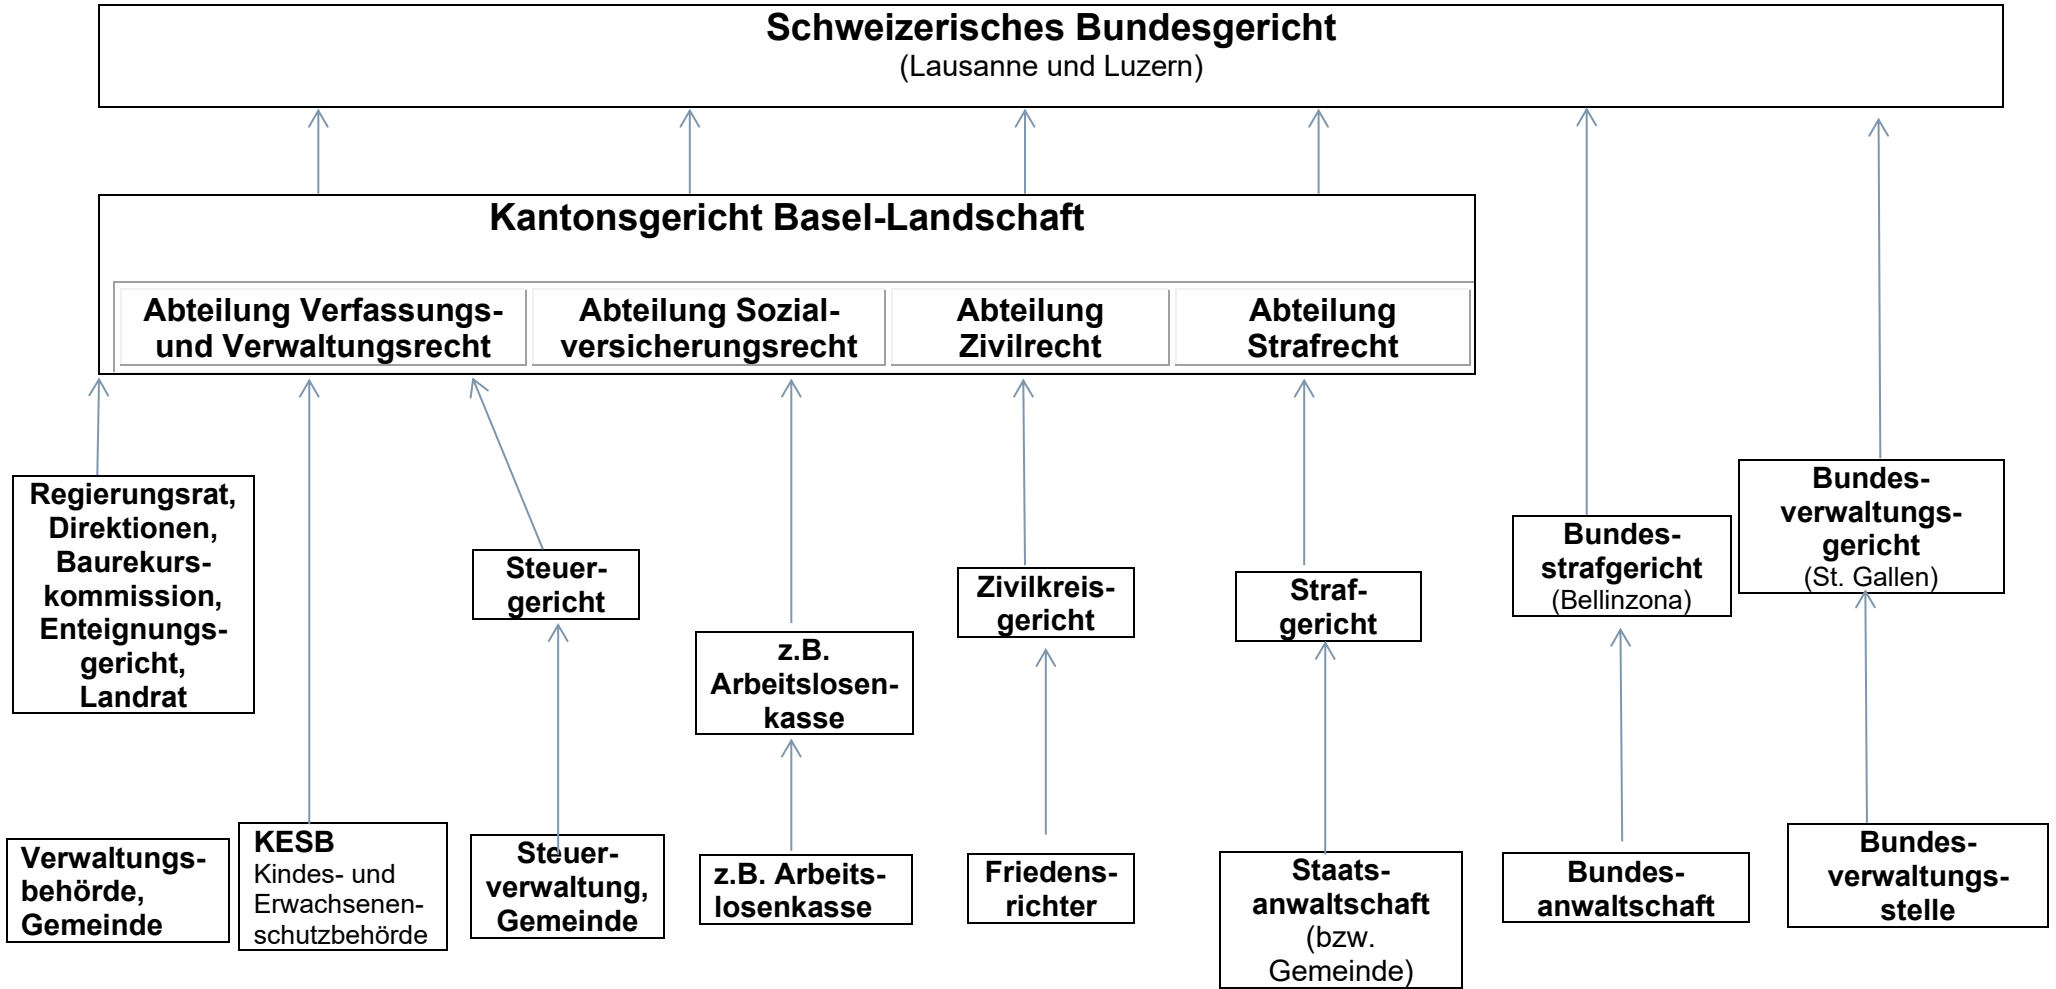 Schweizerisches Bundesgericht
(Lausanne und Luzern)
Kantonsgericht Basel-Landschaft
Abteilung Verfassungs-
und Verwaltungsrecht
Abteilung Sozial-
versicherungsrecht
Abteilung
Zivilrecht
Abteilung
Strafrecht
Regierungsrat,
Direktionen,
Baurekurs-
kommission,
Enteignungs-
gericht,
Landrat
Steuer-
gericht
z.B.
Arbeitslosen-
kasse
Zivilkreis-
gericht
Straf-
gericht
Bundes-
strafgericht
(Bellinzona)
Bundes-
verwaltungs-
gericht
(St. Gallen)
Verwaltungs-
behörde,
Gemeinde
KESB
Kindes- und
Erwachsenen-
schutzbehörde
Steuer-
verwaltung,
Gemeinde
z.B. Arbeits-
losenkasse
Friedens-
richter
Staats-
anwaltschaft
(bzw.
Gemeinde)
Bundes-
anwaltschaft
Bundes-
verwaltungs-
stelle